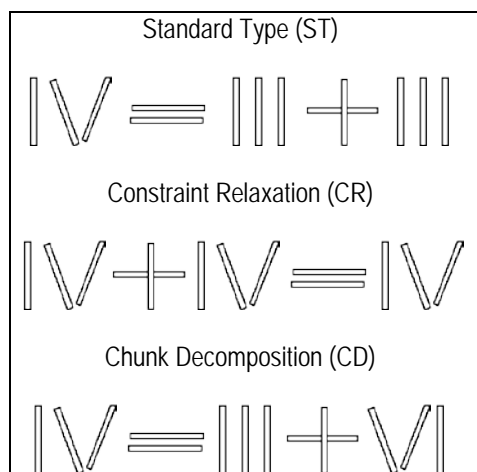 Standard Type (ST)
IV = III + III
Constraint Relaxation (CR)
IV + IV = IV
Chunk Decomposition (CD)
IV = III + VI